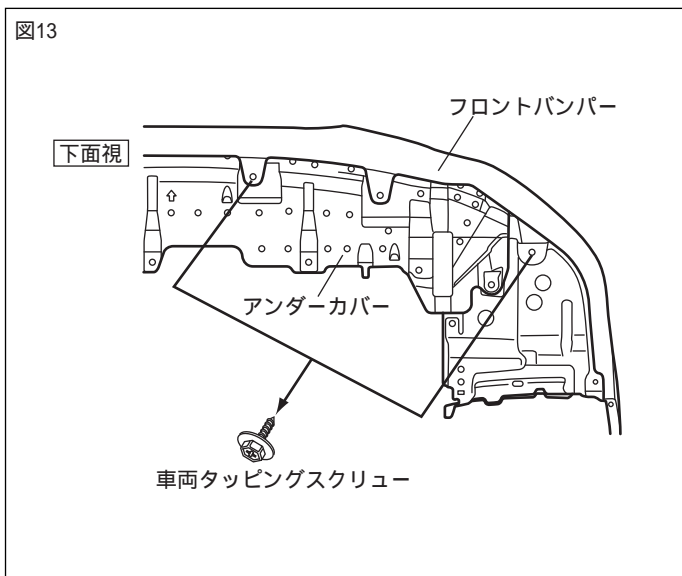 図13
フロントバンパー
下面視
アンダーカバー
車両タッピングスクリュー